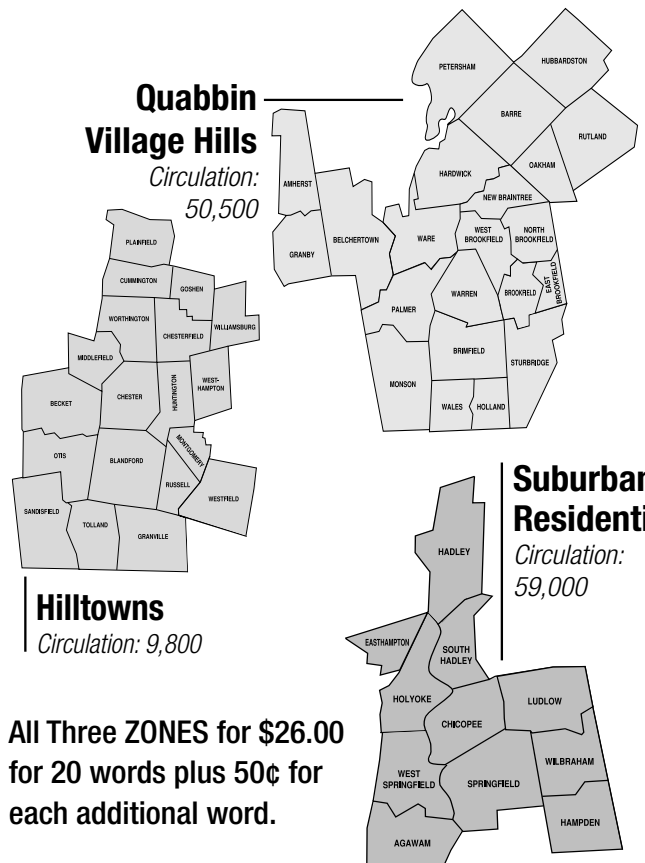 Quabbin
Village Hills
Circulation:
50,500
PETERSHAM
HUBBARDSTON
BARRE
RUTLAND
OAKHAM
HARDWICK
NEW BRAINTREE
AMHERST
BELCHERTOWN
GRANBY
WARE
WEST
BROOKFIELD
NORTH
BROOKFIELD
EAST
BROOKFIELD
BROOKFIELD
WARREN
PALMER
BRIMFIELD
STURBRIDGE
MONSON
WALES
HOLLAND
PLAINFIELD
CUMMINGTON
GOSHEN
WORTHINGTON
CHESTERFIELD
WILLIAMSBURG
MIDDLEFIELD
BECKET
CHESTER
HUNTINGTON
WEST-
HAMPTON
OTIS
BLANDFORD
MONTGOMERY
RUSSELL
WESTFIELD
SANDISFIELD
TOLLAND
GRANVILLE
Hilltowns
Circulation: 9,800
Suburban
Residenti
Circulation:
59,000
HADLEY
EASTHAMPTON
SOUTH
HADLEY
HOLYOKE
CHICOPEE
LUDLOW
WILBRAHAM
WEST
SPRINGFIELD
SPRINGFIELD
HAMPDEN
AGAWAM
All Three ZONES for $26.00
for 20 words plus 50¢ for
each additional word.